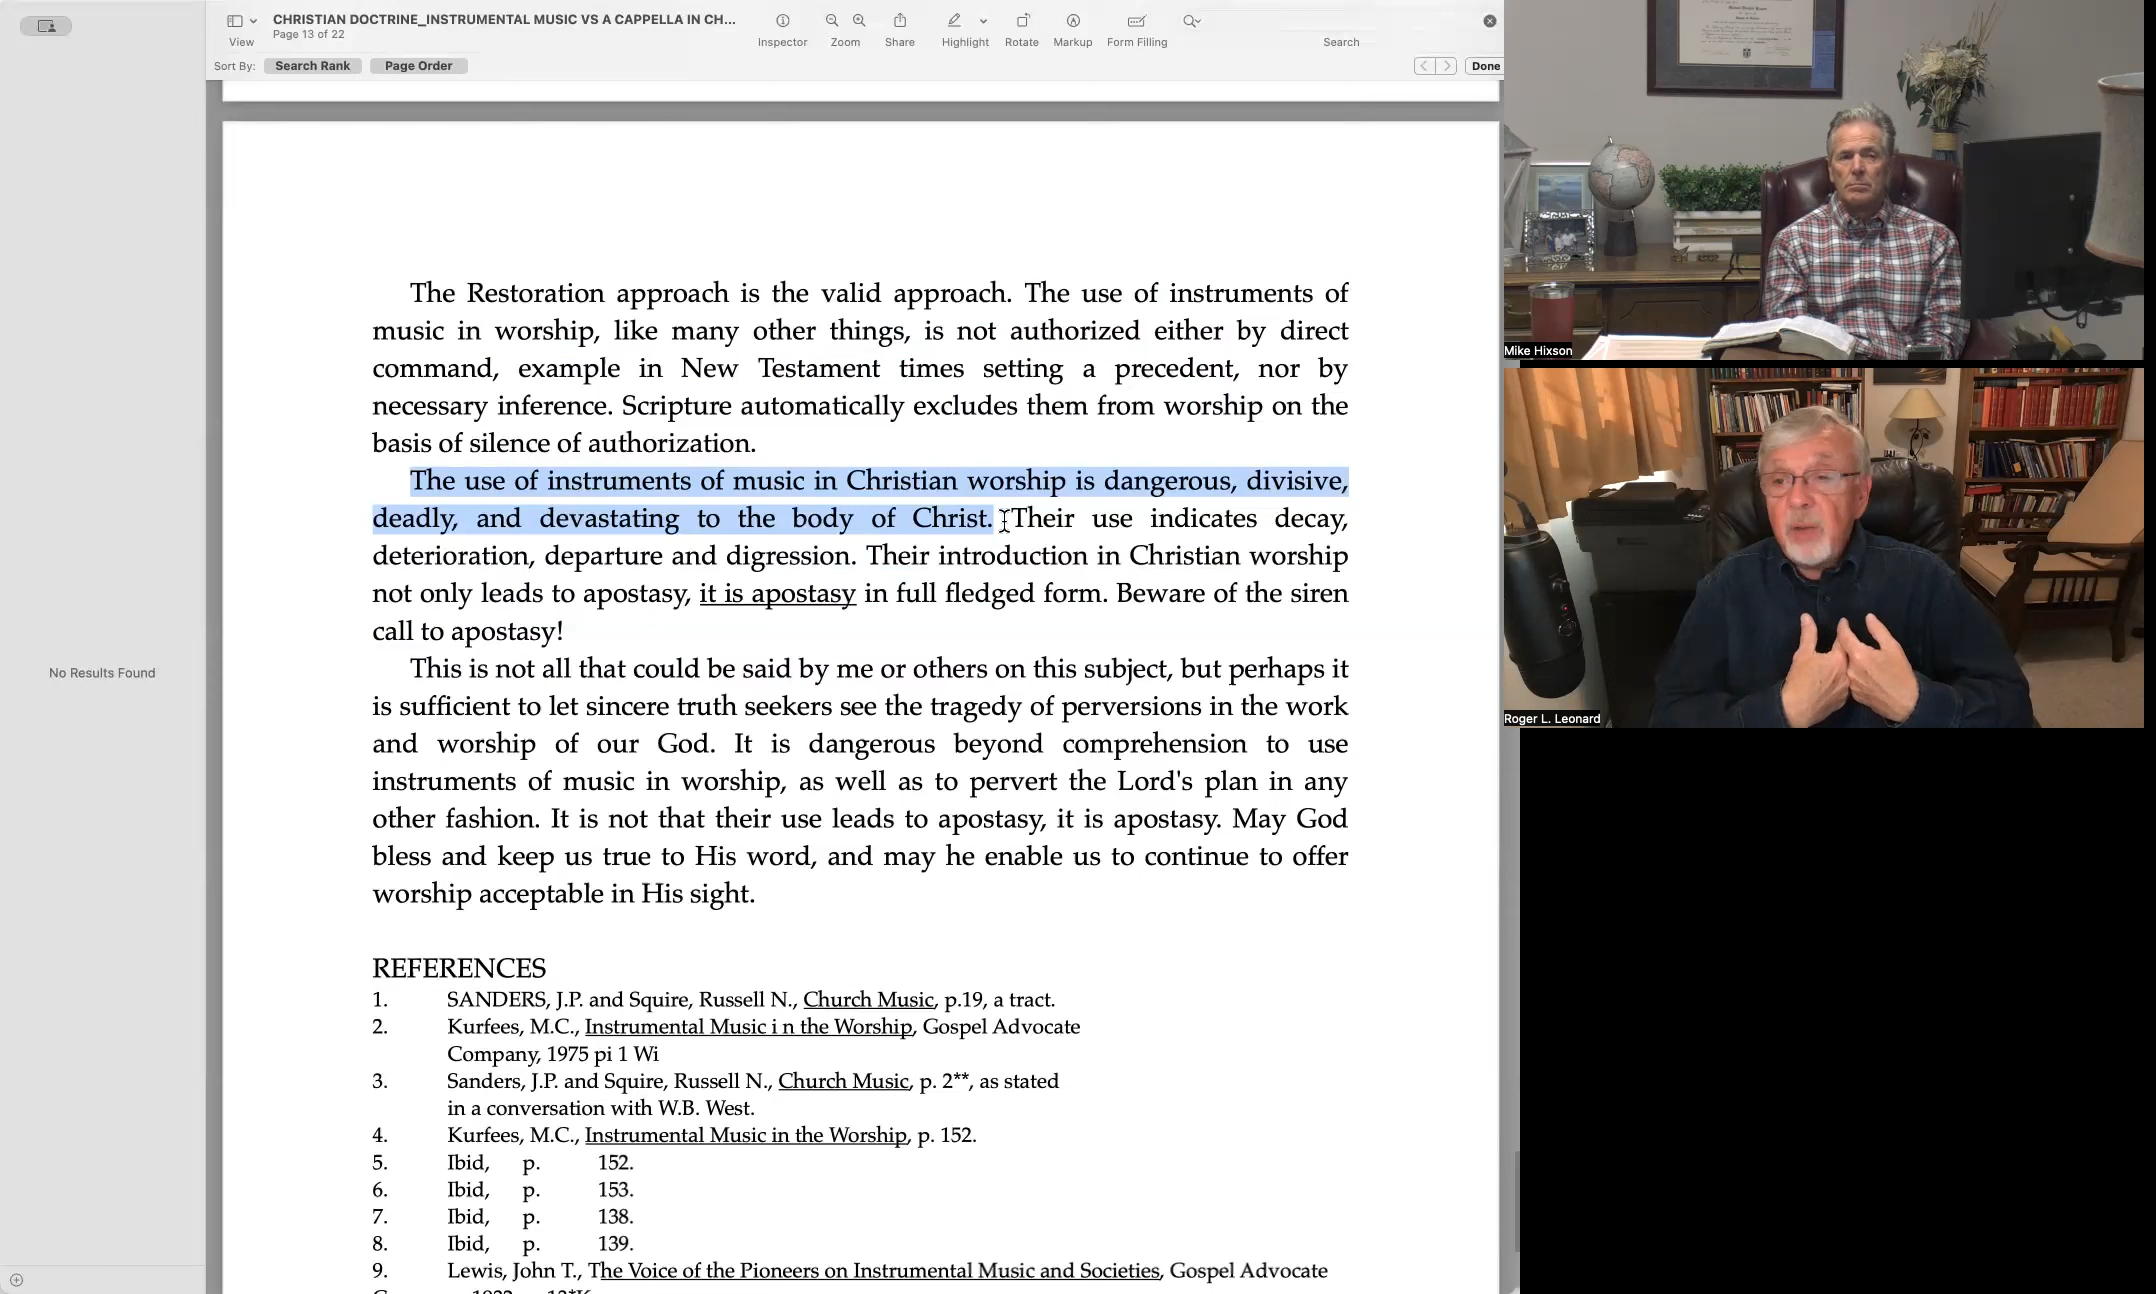 CHRISTIAN DOCTRINE_INSTRUMENTAL MUSIC VS A CAPPELLA IN CH...
Page 13 of 22
View
Inspector
Zoom
Share
Highlight
Rotate
Markup
Form Filling
Search
Sort By:
Search Rank
Page Order
Done
No Results Found
The Restoration approach is the valid approach. The use of instruments of
music in worship, like many other things, is not authorized either by direct
command, example in New Testament times setting a precedent, nor by
necessary inference. Scripture automatically excludes them from worship on the
basis of silence of authorization.
The use of instruments of music in Christian worship is dangerous, divisive,
deadly, and devastating to the body of Christ. Their use indicates decay,
deterioration, departure and digression. Their introduction in Christian worship
not only leads to apostasy, it is apostasy in full fledged form. Beware of the siren
call to apostasy!
This is not all that could be said by me or others on this subject, but perhaps it
is sufficient to let sincere truth seekers see the tragedy of perversions in the work
and worship of our God. It is dangerous beyond comprehension to use
instruments of music in worship, as well as to pervert the Lord's plan in any
other fashion. It is not that their use leads to apostasy, it is apostasy. May God
bless and keep us true to His word, and may he enable us to continue to offer
worship acceptable in His sight.
REFERENCES
1. SANDERS, J.P. and Squire, Russell N., Church Music, p.19, a tract.
2. Kurfees, M.C., Instrumental Music i n the Worship, Gospel Advocate
Company, 1975 pi 1 Wi
3. Sanders, J.P. and Squire, Russell N., Church Music, p. 2**, as stated
in a conversation with W.B. West.
4. Kurfees, M.C., Instrumental Music in the Worship, p. 152.
5. Ibid, p. 152.
6. Ibid, p. 153.
7. Ibid, p. 138.
8. Ibid, p. 139.
9. Lewis, John T., The Voice of the Pioneers on Instrumental Music and Societies, Gospel Advocate
Mike Hixson
Roger L. Leonard